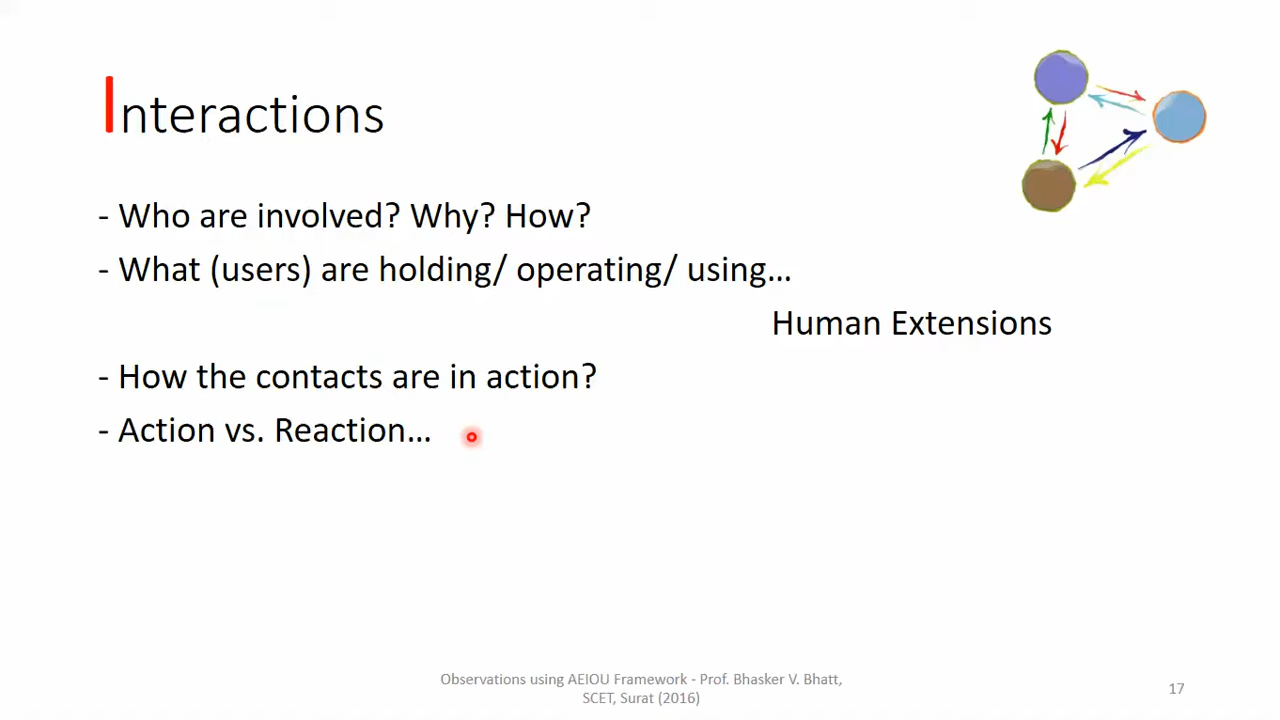 Interactions
- Who are involved? Why? How?
- What (users) are holding/ operating/ using…
Human Extensions
- How the contacts are in action?
- Action vs. Reaction…
Observations using AEIOU Framework - Prof. Bhasker V. Bhatt,
SCET, Surat (2016)
17